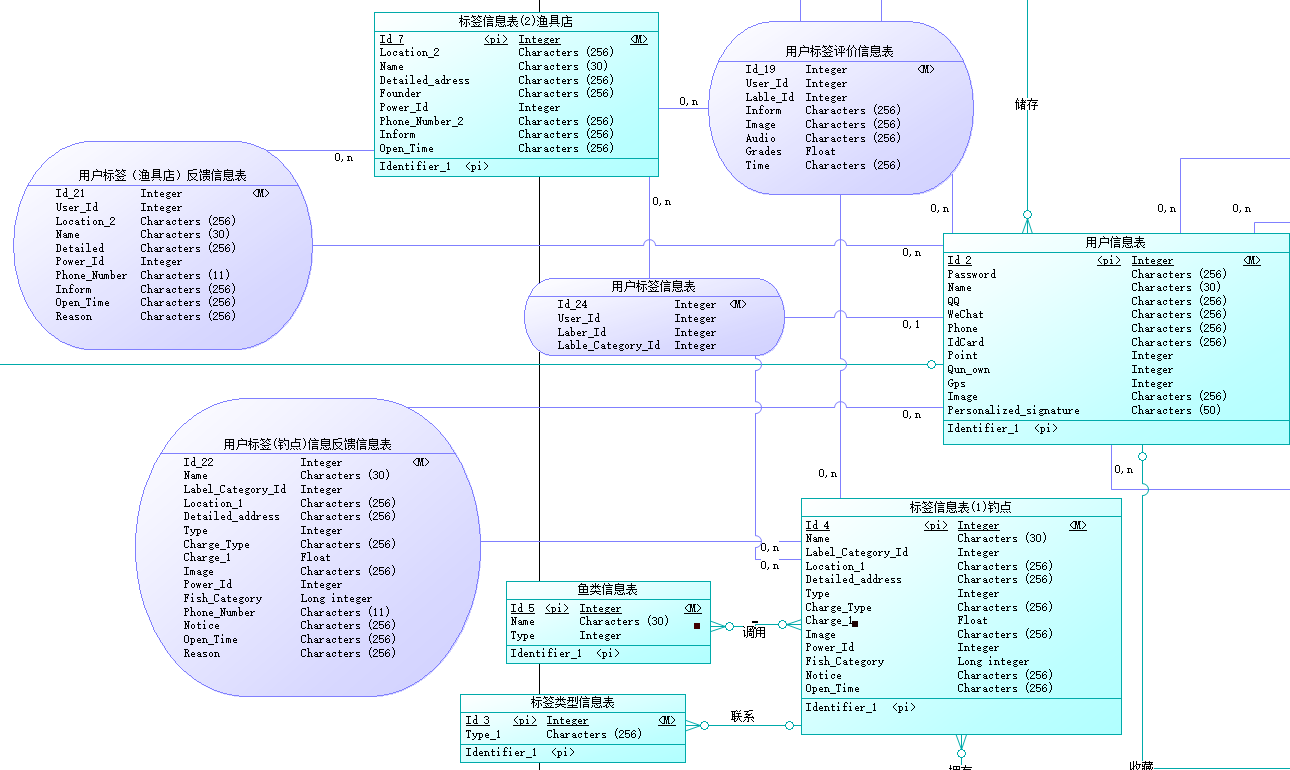 标签信息表(2)渔具店
Id_7 <pi> Integer <M>
Location_2 Characters (256)
Name Characters (30)
Detailed_adress Characters (256)
Founder Characters (256)
Power_Id Integer
Phone_Number_2 Characters (256)
Inform Characters (256)
Open_Time Characters (256)
Identifier_1 <pi>
用户标签评价信息表
Id_19 Integer <M>
User_Id Integer
Lable_Id Integer
Inform Characters (256)
Image Characters (256)
Audio Characters (256)
Grades Float
Time Characters (256)
0,n
储存
0,n
用户标签（渔具店）反馈信息表
Id_21 Integer <M>
User_Id Integer
Location_2 Characters (256)
Name Characters (30)
Detailed Characters (256)
Power_Id Integer
Phone_Number Characters (11)
Inform Characters (256)
Open_Time Characters (256)
Reason Characters (256)
0,n
0,n
0,n
0,n
0,n
用户信息表
Id_2 <pi> Integer <M>
Password Characters (256)
Name Characters (30)
QQ Characters (256)
WeChat Characters (256)
Phone Characters (256)
IdCard Characters (256)
Point Integer
Qun_own Integer
Gps Integer
Image Characters (256)
Personalized_signature Characters (50)
Identifier_1 <pi>
用户标签信息表
Id_24 Integer <M>
User_Id Integer
Laber_Id Integer
Lable_Category_Id Integer
0,1
0,n
用户标签(钓点)信息反馈信息表
Id_22 Integer <M>
Name Characters (30)
Label_Category_Id Integer
Location_1 Characters (256)
Detailed_address Characters (256)
Type Integer
Charge_Type Characters (256)
Charge_1 Float
Image Characters (256)
Power_Id Integer
Fish_Category Long integer
Phone_Number Characters (11)
Notice Characters (256)
Open_Time Characters (256)
Reason Characters (256)
0,n
0,n
标签信息表(1)钓点
Id_4 <pi> Integer <M>
Name Characters (30)
Label_Category_Id Integer
Location_1 Characters (256)
Detailed_address Characters (256)
Type Integer
Charge_Type Characters (256)
Charge_1 Float
Image Characters (256)
Power_Id Integer
Fish_Category Long integer
Notice Characters (256)
Open_Time Characters (256)
Identifier_1 <pi>
0,n
0,n
鱼类信息表
Id_5 <pi> Integer <M>
Name Characters (30)
Type Integer
Identifier_1 <pi>
调用
标签类型信息表
Id_3 <pi> Integer <M>
Type_1 Characters (256)
Identifier_1 <pi>
联系
收藏